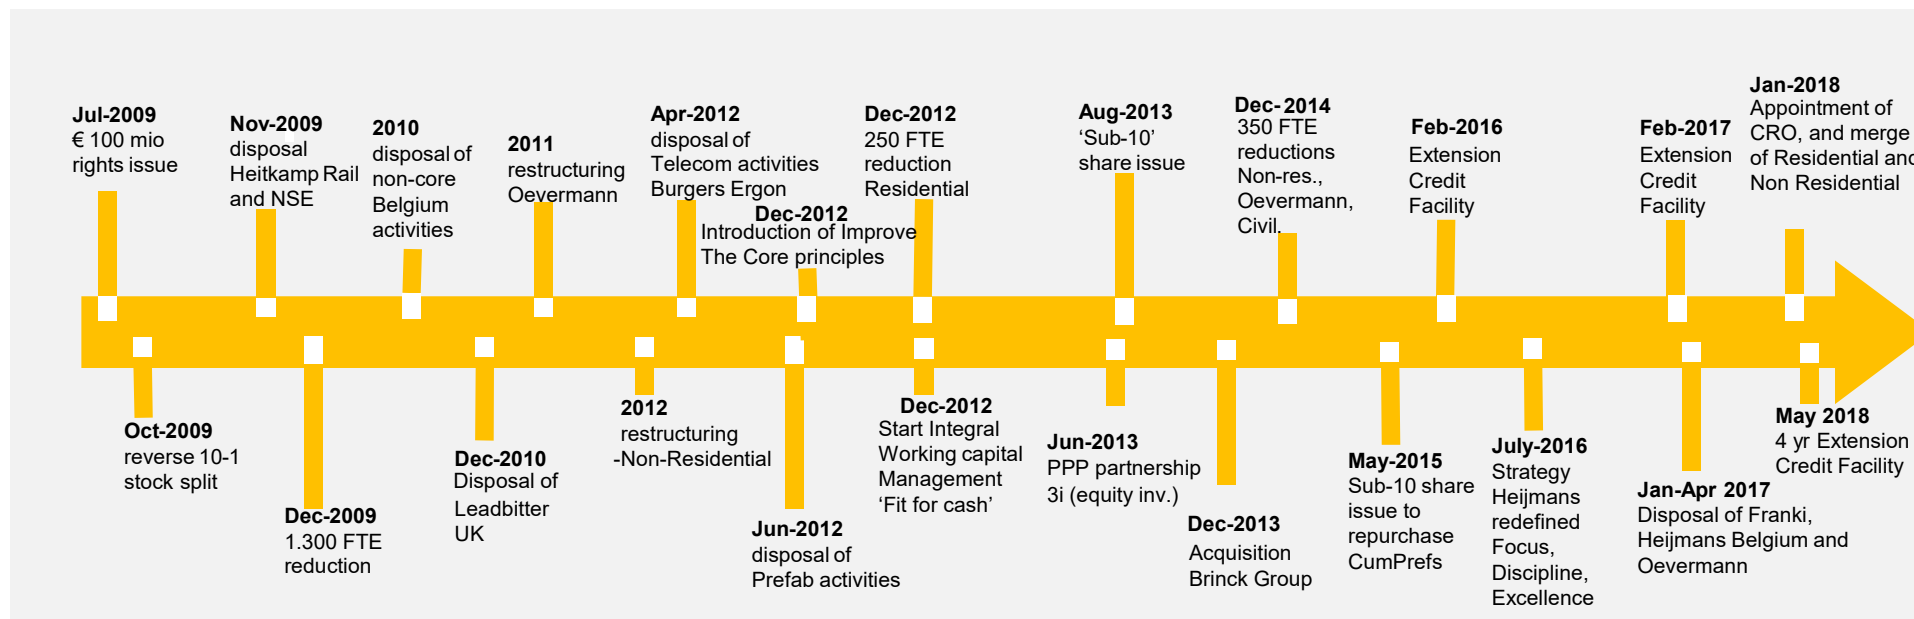 Jul-2009
€ 100 mio
rights issue
Nov-2009
disposal
Heitkamp Rail
and NSE
2010
disposal of
non-core
Belgium
activities
2011
restructuring
Oevermann
Apr-2012
disposal of
Telecom activities
Burgers Ergon
Dec-2012
Introduction of Improve
The Core principles
Dec-2012
250 FTE
reduction
Residential
Aug-2013
‘Sub-10’
share issue
Dec-2014
350 FTE
reductions
Non-res.,
Oevermann,
Civil.
Feb-2016
Extension
Credit
Facility
Feb-2017
Extension
Credit
Facility
Jan-2018
Appointment of
CRO, and merge
of Residential and
Non Residential
Oct-2009
reverse 10-1
stock split
Dec-2009
1.300 FTE
reduction
Dec-2010
Disposal of
Leadbitter
UK
2012
restructuring
-Non-Residential
Jun-2012
disposal of
Prefab activities
Dec-2012
Start Integral
Working capital
Management
‘Fit for cash’
Jun-2013
PPP partnership
3i (equity inv.)
Dec-2013
Acquisition
Brinck Group
May-2015
Sub-10 share
issue to
repurchase
CumPrefs
July-2016
Strategy
Heijmans
redefined
Focus,
Discipline,
Excellence
Jan-Apr 2017
Disposal of Franki,
Heijmans Belgium and
Oevermann
May 2018
4 yr Extension
Credit Facility